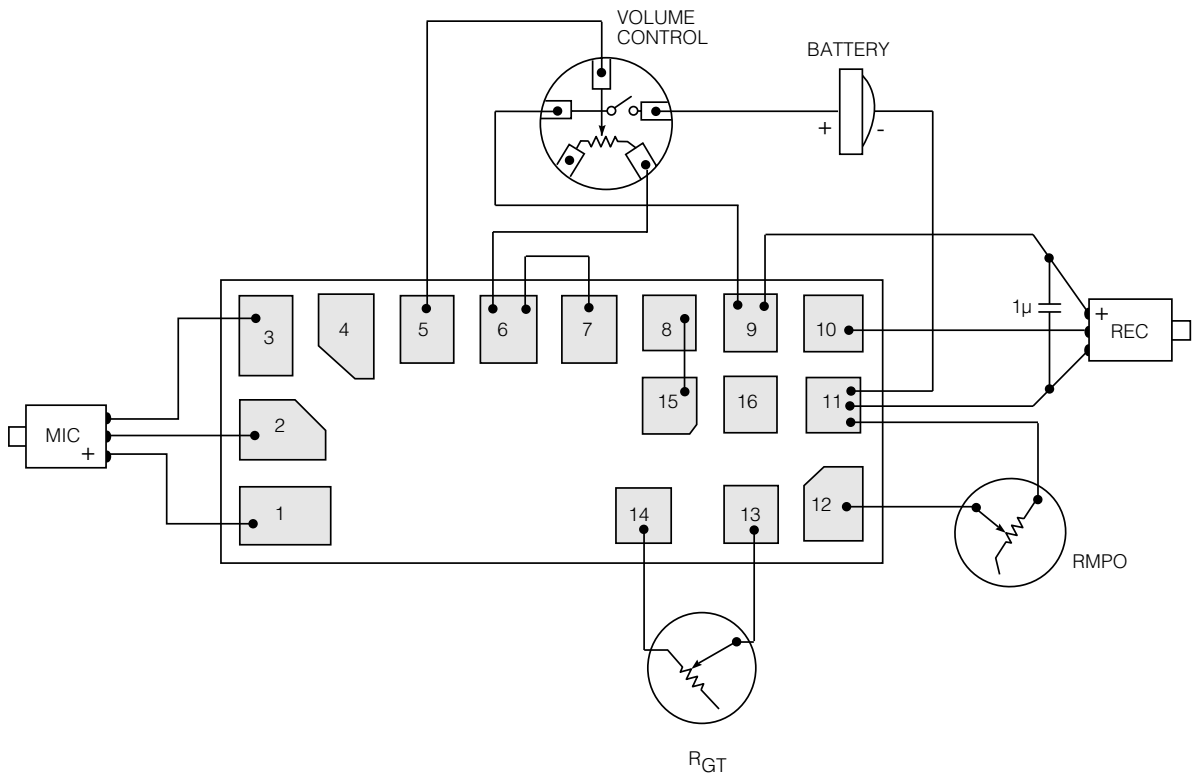 VOLUME
CONTROL
BATTERY
+ -
3 4 5 6 7 8 9 10
1µ
+
REC
15 16 11
2
MIC
+
1 14 13 12
RMPO
RGT